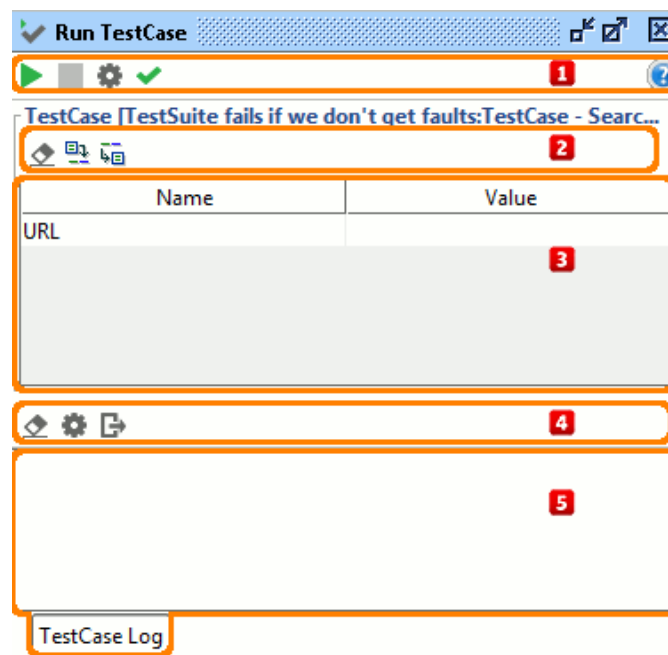 Run TestCase
1
?
TestCase [TestSuite fails if we don't get faults:TestCase - Searc...
2
Name Value
URL
3
4
5
TestCase Log